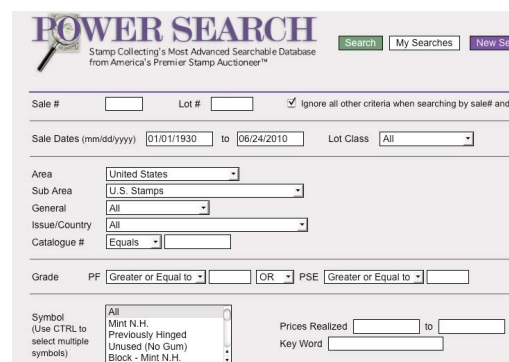 POWER SEARCH
Stamp Collecting's Most Advanced Searchable Database
from America's Premier Stamp Auctioneer™
Search My Searches New Se
Sale # Lot # Ignore all other criteria when searching by sale# and
Sale Dates (mm/dd/yyyy) 01/01/1930 to 06/24/2010 Lot Class All
Area United States
Sub Area U.S. Stamps
General All
Issue/Country All
Catalogue # Equals
Grade PF Greater or Equal to OR PSE Greater or Equal to
Symbol
(Use CTRL to
select multiple
symbols)
All
Mint N.H.
Previously Hinged
Unused (No Gum)
Block - Mint N.H.
Prices Realized to
Key Word